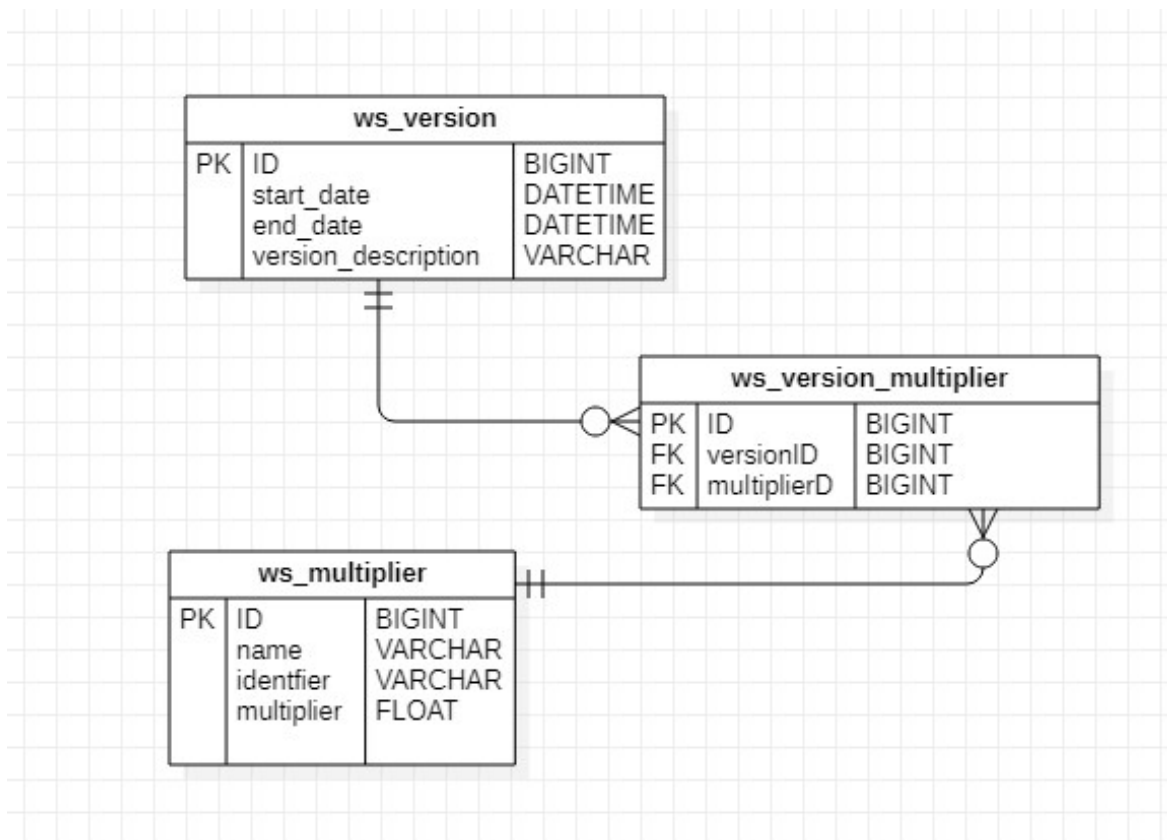 ws_version
PK ID BIGINT
start_date DATETIME
end_date DATETIME
version_description VARCHAR
ws_version_multiplier
PK ID BIGINT
FK versionID BIGINT
FK multiplierD BIGINT
ws_multiplier
PK ID BIGINT
name VARCHAR
identfier VARCHAR
multiplier FLOAT